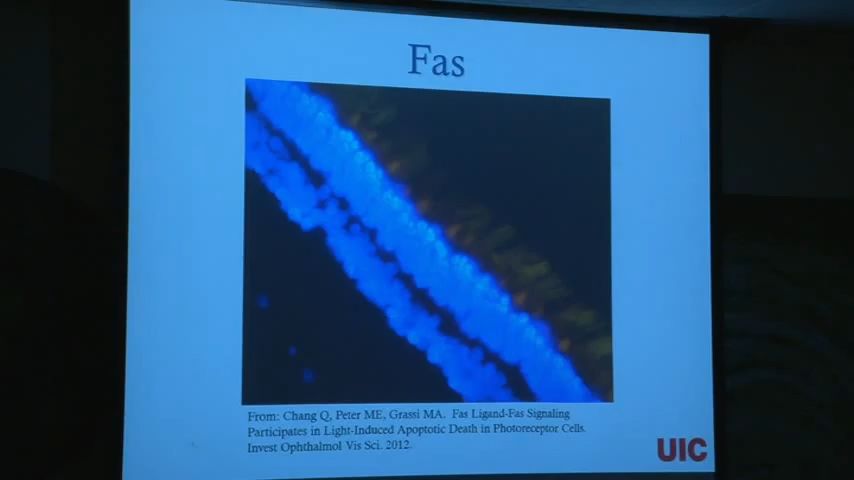 Fas
From: Chang Q, Peter ME, Grassi MA. Fas Ligand-Fas Signaling
Participates in Light-Induced Apoptotic Death in Photoreceptor Cells.
Invest Ophthalmol Vis Sci. 2012.
UIC